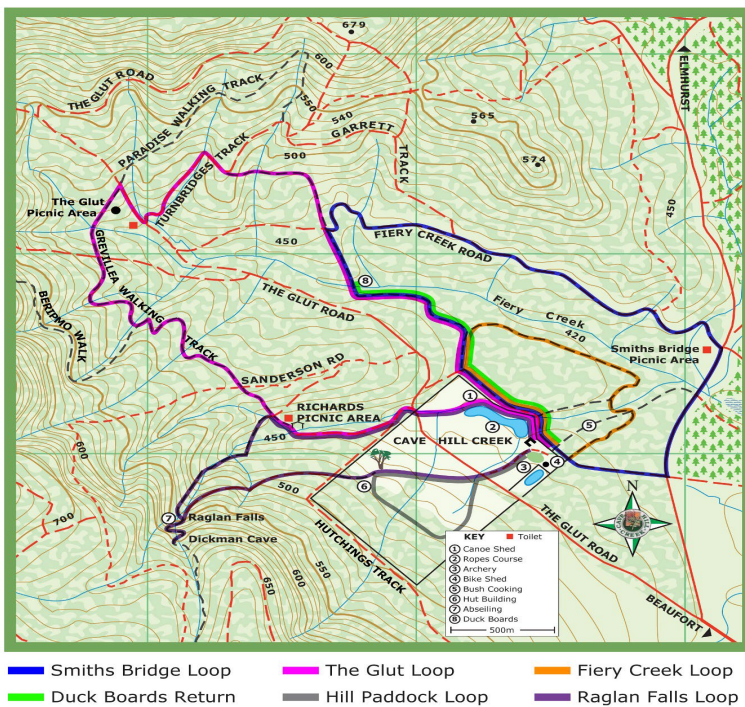 679
600
THE GLUT ROAD
PARADISE WALKING TRACK
550
540
565
ELMHURST
GARRETT TRACK
500
574
TURNBRIDGES TRACK
The Glut
Picnic Area
450
450
FIERY CREEK ROAD
GREVILLEA WALKING TRACK
8
THE GLUT ROAD
BERIPMO WALK
Fiery Creek
420
Smiths Bridge
Picnic Area
SANDERSON RD
RICHARDS
PICNIC AREA
1
2
5
450
CAVE HILL CREEK
600
3
4
500
6
N
CAVE HILL CREEK
700
7
Raglan Falls
Dickman Cave
HUTCHINGS TRACK
THE GLUT ROAD
650
600
550
500
BEAUFORT
KEY Toilet
1 Canoe Shed
2 Ropes Course
3 Archery
4 Bike Shed
5 Bush Cooking
6 Hut Building
7 Abseiling
8 Duck Boards
500m
Smiths Bridge Loop
The Glut Loop
Fiery Creek Loop
Duck Boards Return
Hill Paddock Loop
Raglan Falls Loop